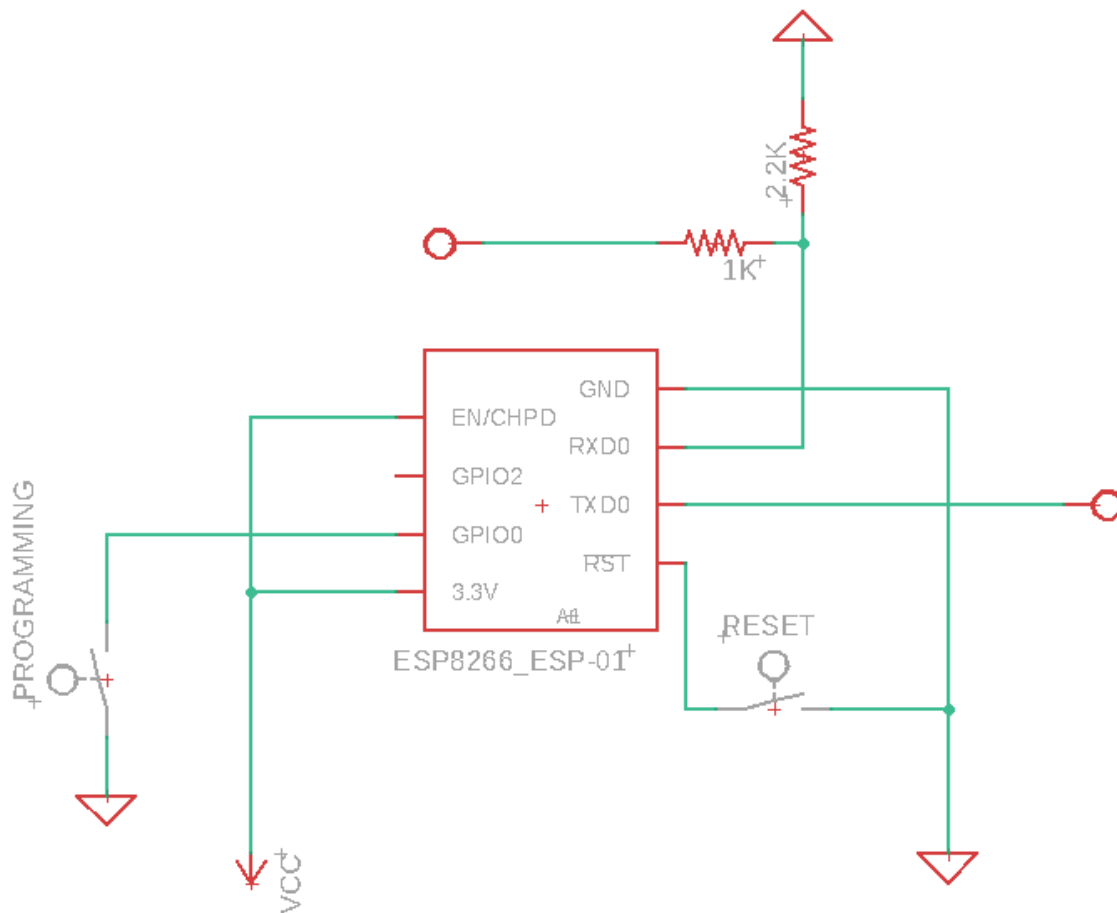 2.2K
1K
GND
EN/CHPD
RXD0
GPIO2
TXD0
GPIO0
RST
3.3V
ESP8266_ESP-01
PROGRAMMING
RESET
VCC